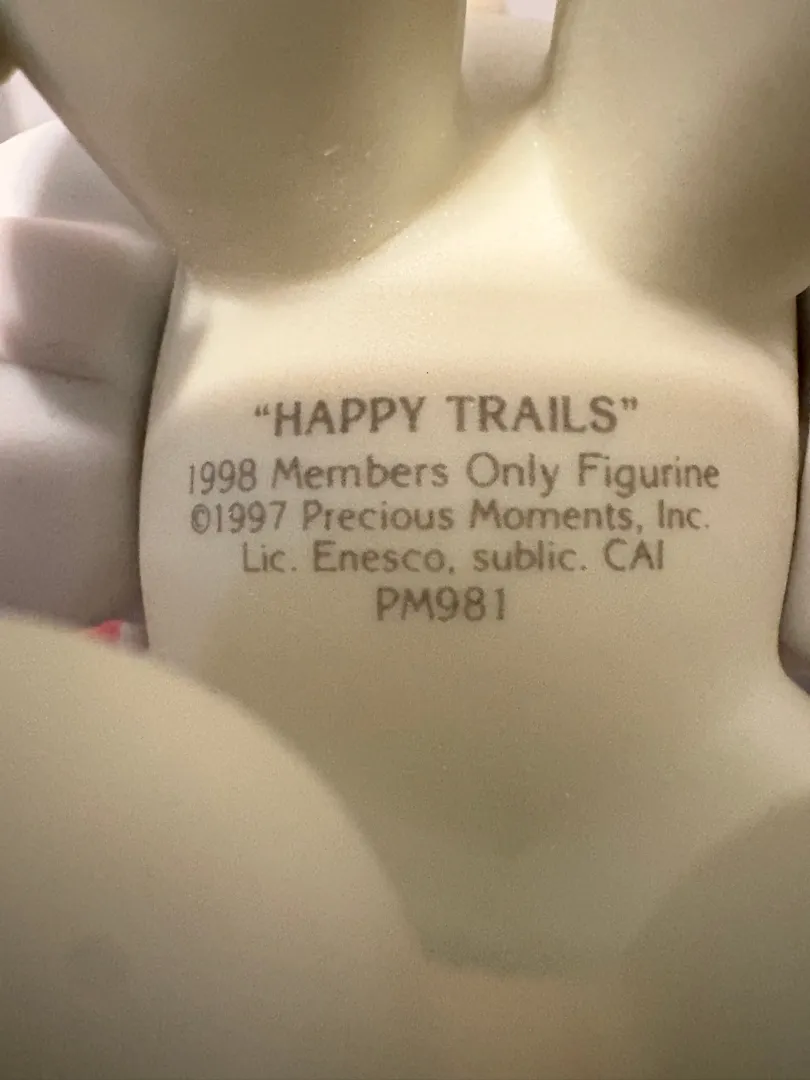 “HAPPY TRAILS”
1998 Members Only Figurine
©1997 Precious Moments, Inc.
Lic. Enesco, sublic. CAI
PM981